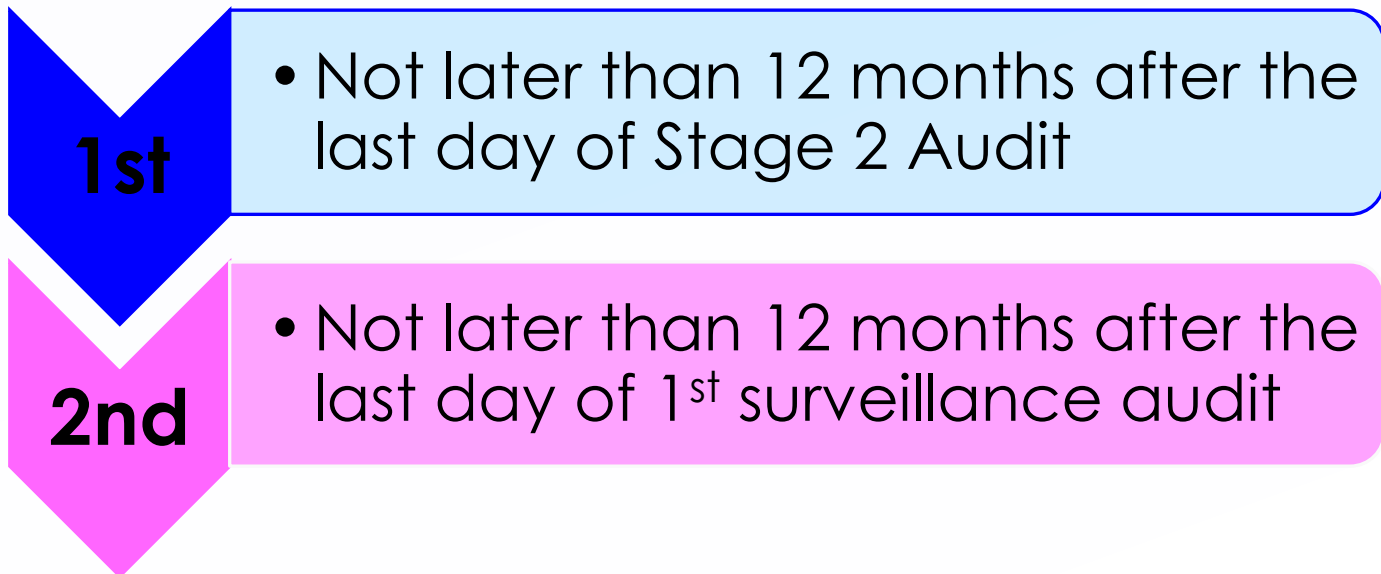 1st
• Not later than 12 months after the
last day of Stage 2 Audit
2nd
• Not later than 12 months after the
last day of 1st surveillance audit